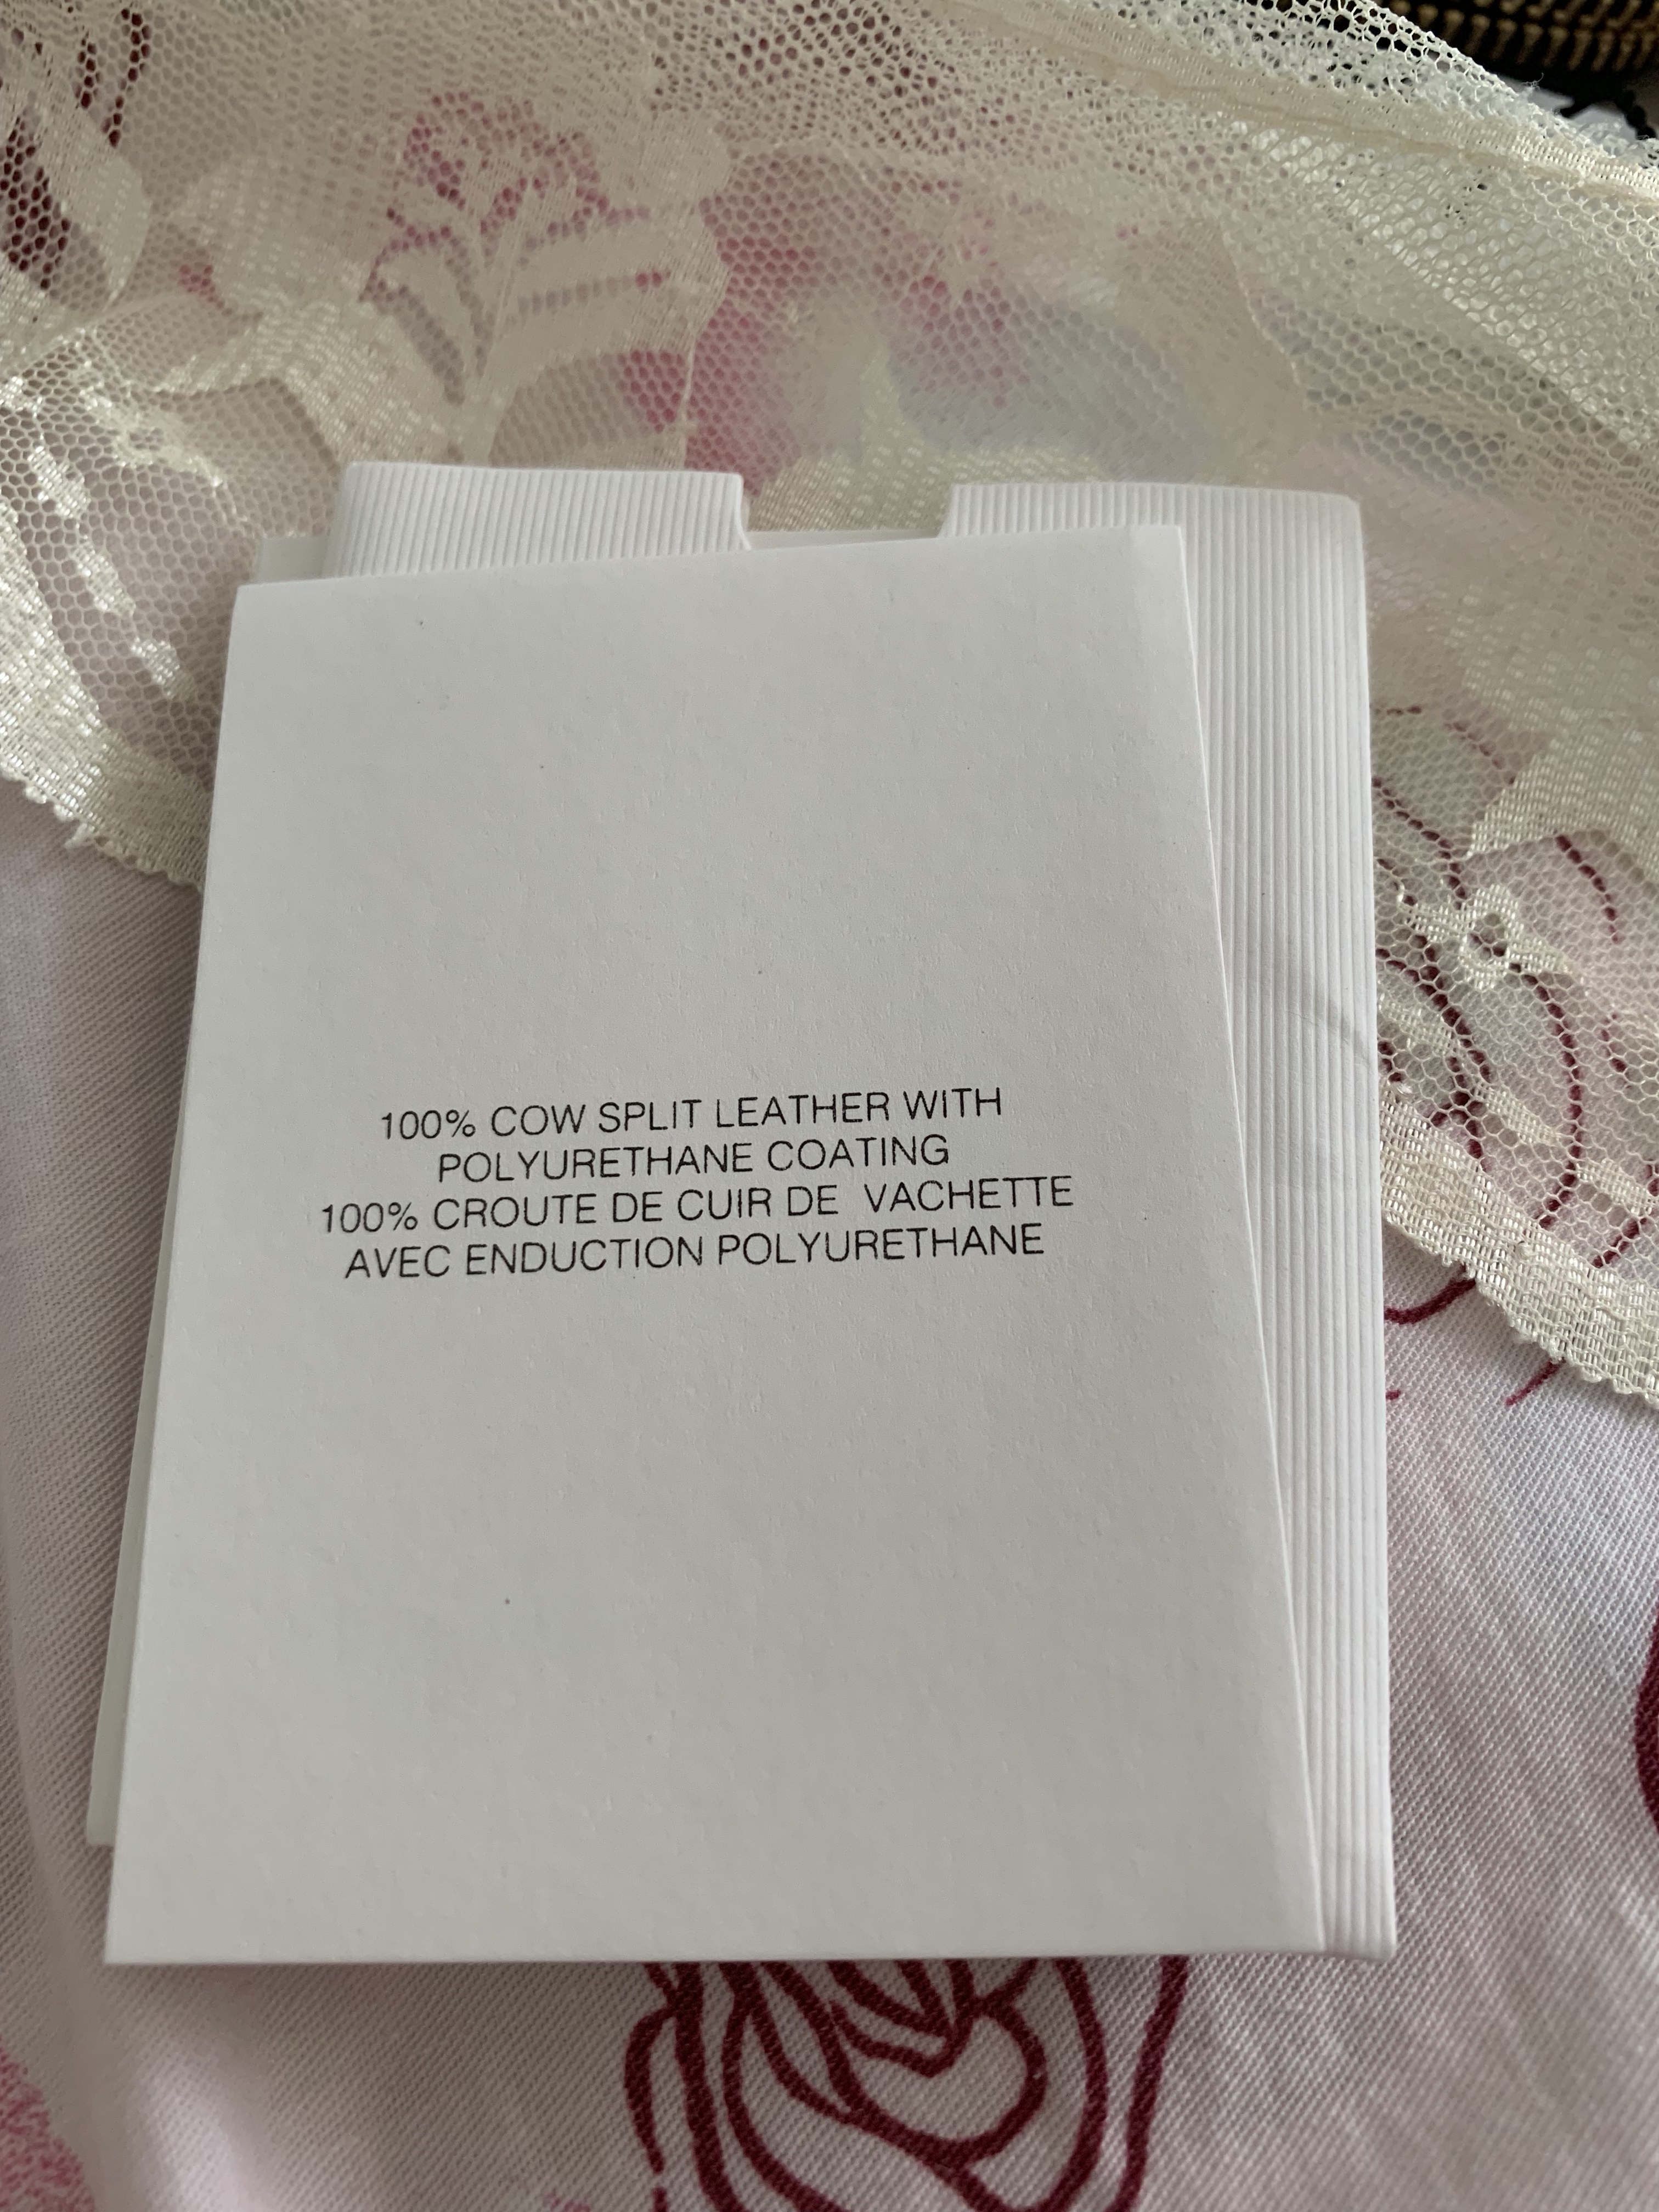 100% COW SPLIT LEATHER WITH
POLYURETHANE COATING
100% CROUTE DE CUIR DE VACHETTE
AVEC ENDUCTION POLYURETHANE